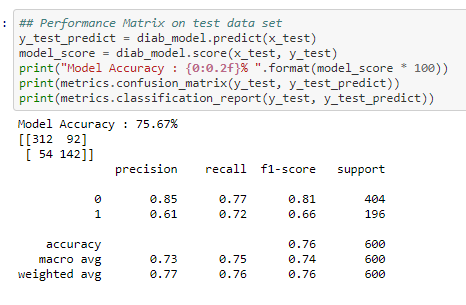 : ## Performance Matrix on test data set
y_test_predict = diab_model.predict(x_test)
model_score = diab_model.score(x_test, y_test)
print("Model Accuracy : {0:0.2f}% ".format(model_score * 100))
print(metrics.confusion_matrix(y_test, y_test_predict))
print(metrics.classification_report(y_test, y_test_predict))
Model Accuracy : 75.67%
[[312  92]
 [ 54 142]]
              precision    recall  f1-score   support
           0       0.85      0.77      0.81       404
           1       0.61      0.72      0.66       196
    accuracy                           0.76       600
   macro avg       0.73      0.75      0.74       600
weighted avg       0.77      0.76      0.76       600